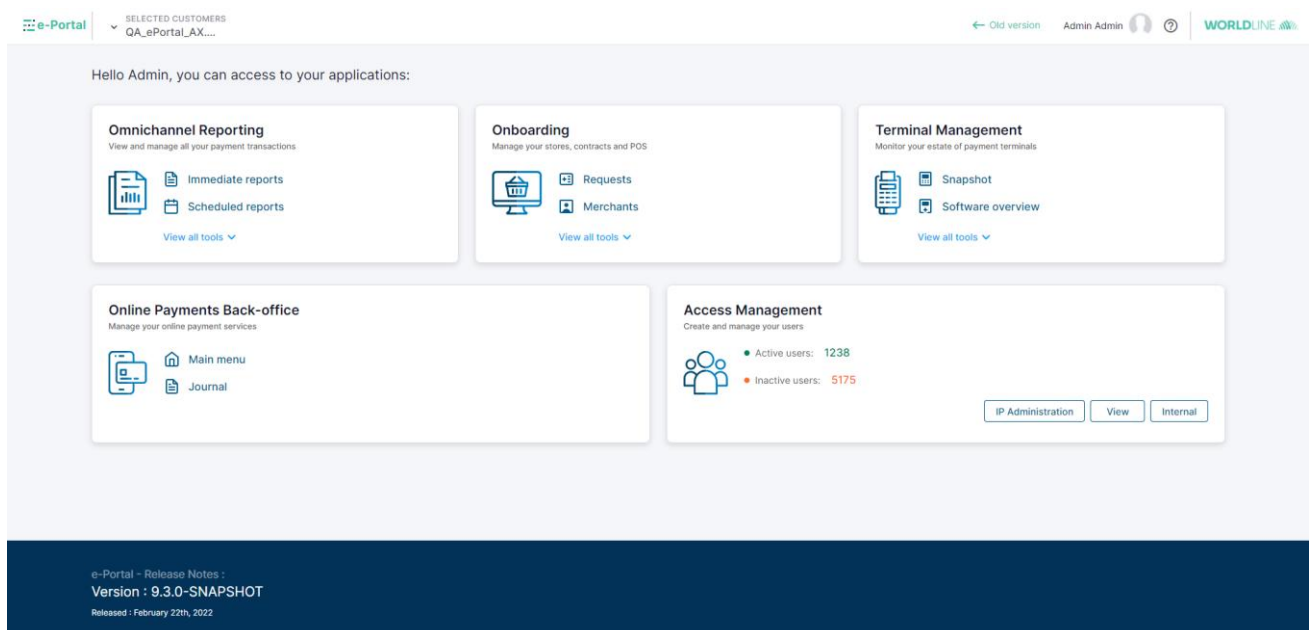 e-Portal
SELECTED CUSTOMERS
QA_ePortal_AX....
← Old version
Admin Admin
WORLDLINE
Hello Admin, you can access to your applications:
Omnichannel Reporting
View and manage all your payment transactions
Immediate reports
Scheduled reports
View all tools
Onboarding
Manage your stores, contracts and POS
Requests
Merchants
View all tools
Terminal Management
Monitor your estate of payment terminals
Snapshot
Software overview
View all tools
Online Payments Back-office
Manage your online payment services
Main menu
Journal
Access Management
Create and manage your users
Active users: 1238
Inactive users: 5175
IP Administration
View
Internal
e-Portal - Release Notes :
Version : 9.3.0-SNAPSHOT
Released : February 22th, 2022